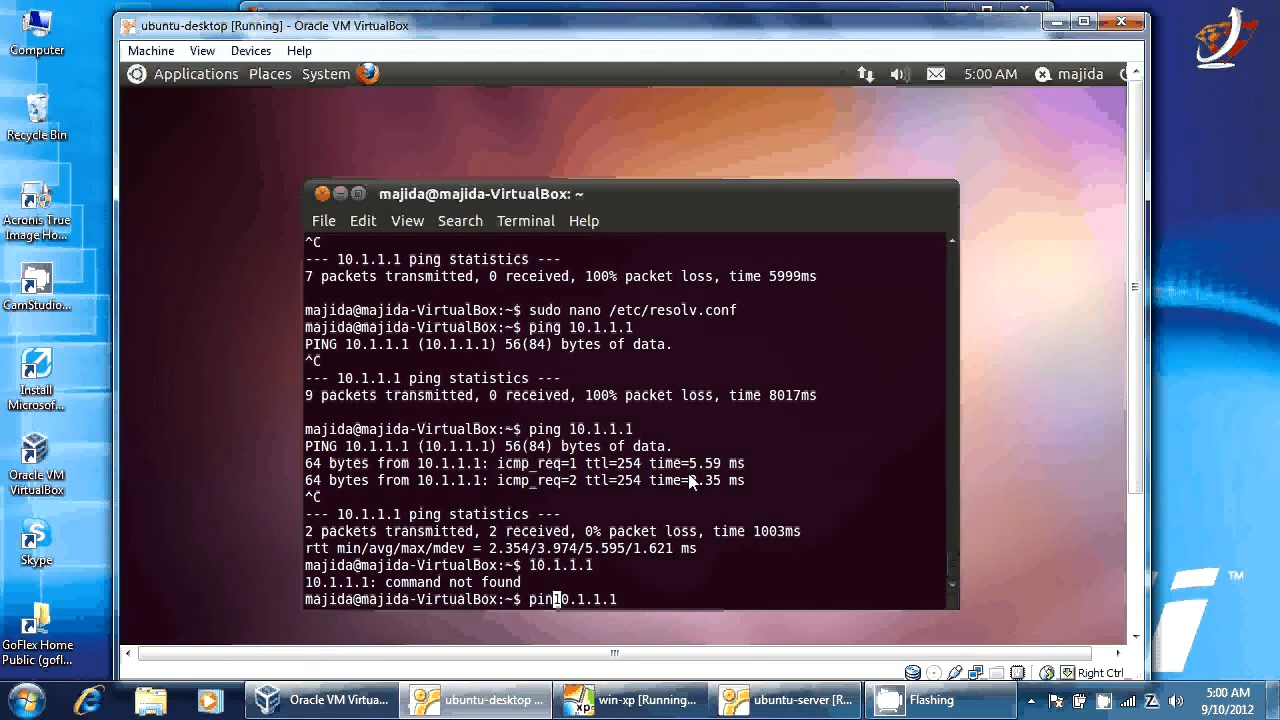 ubuntu-desktop [Running] - Oracle VM VirtualBox
Machine View Devices Help
Applications Places System 5:00 AM majida
majida@majida-VirtualBox: ~
File Edit View Search Terminal Help
^C
--- 10.1.1.1 ping statistics ---
7 packets transmitted, 0 received, 100% packet loss, time 5999ms
majida@majida-VirtualBox:~$ sudo nano /etc/resolv.conf
majida@majida-VirtualBox:~$ ping 10.1.1.1
PING 10.1.1.1 (10.1.1.1) 56(84) bytes of data.
^C
--- 10.1.1.1 ping statistics ---
9 packets transmitted, 0 received, 100% packet loss, time 8017ms
majida@majida-VirtualBox:~$ ping 10.1.1.1
PING 10.1.1.1 (10.1.1.1) 56(84) bytes of data.
64 bytes from 10.1.1.1: icmp_req=1 ttl=254 time=5.59 ms
64 bytes from 10.1.1.1: icmp_req=2 ttl=254 ms
^C
--- 10.1.1.1 ping statistics ---
2 packets transmitted, 2 received, 0% packet loss, time 1003ms
rtt min/avg/max/mdev = 2.354/3.974/5.595/1.621 ms
majida@majida-VirtualBox:~$ 10.1.1.1
10.1.1.1: command not found
majida@majida-VirtualBox:~$ pin10.1.1.1
Right Ctrl
Computer
Recycle Bin
Acronis True
Image Ho...
CamStudio...
Install
Microsof...
Oracle VM
VirtualBox
Skype
GoFlex Home
Public (gofl...
TM
Oracle VM Virtua...
ubuntu-desktop ...
win-xp [Running...
ubuntu-server [R...
Flashing
5:00 AM
9/10/2012